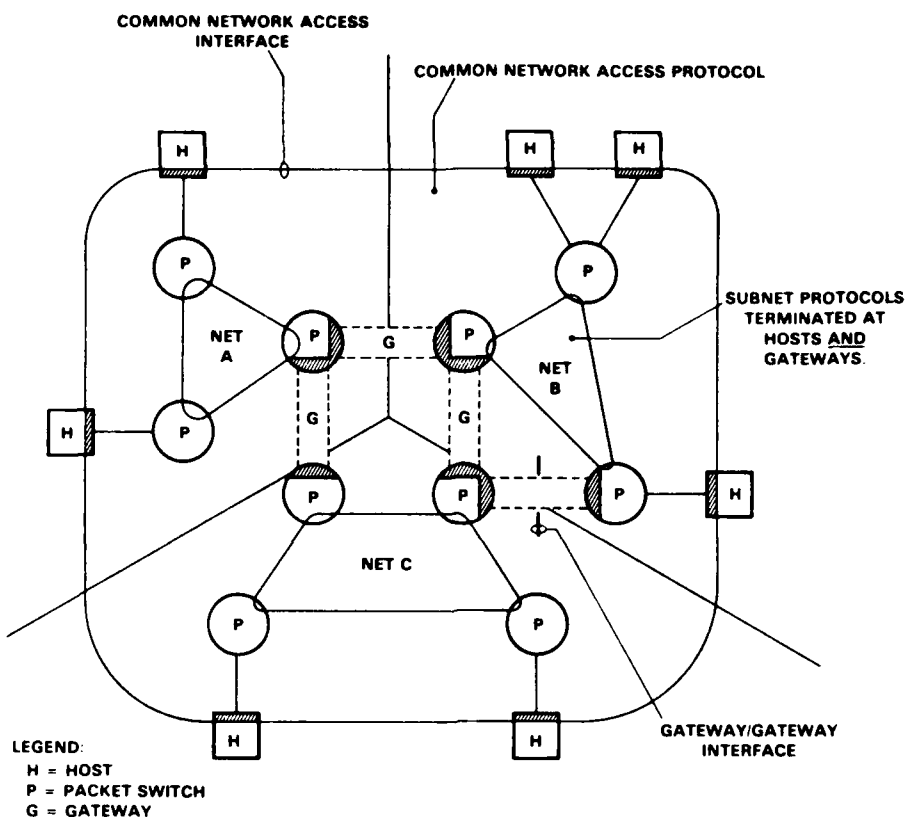 COMMON NETWORK ACCESS
INTERFACE
COMMON NETWORK ACCESS PROTOCOL
H
H
H
P
P
NET
A
P
G
P
SUBNET PROTOCOLS
TERMINATED AT
HOSTS AND
GATEWAYS.
NET
B
H
P
G
G
P
P
P
H
NET C
P
P
H
H
GATEWAY/GATEWAY
INTERFACE
LEGEND:
H = HOST
P = PACKET SWITCH
G = GATEWAY